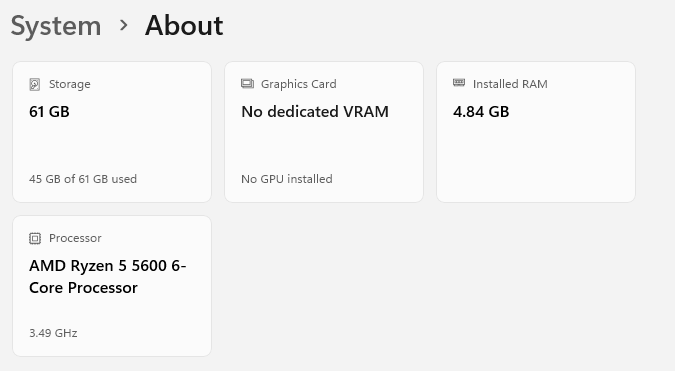 System > About
Storage
61 GB
45 GB of 61 GB used
Graphics Card
No dedicated VRAM
No GPU installed
Installed RAM
4.84 GB
Processor
AMD Ryzen 5 5600 6-
Core Processor
3.49 GHz